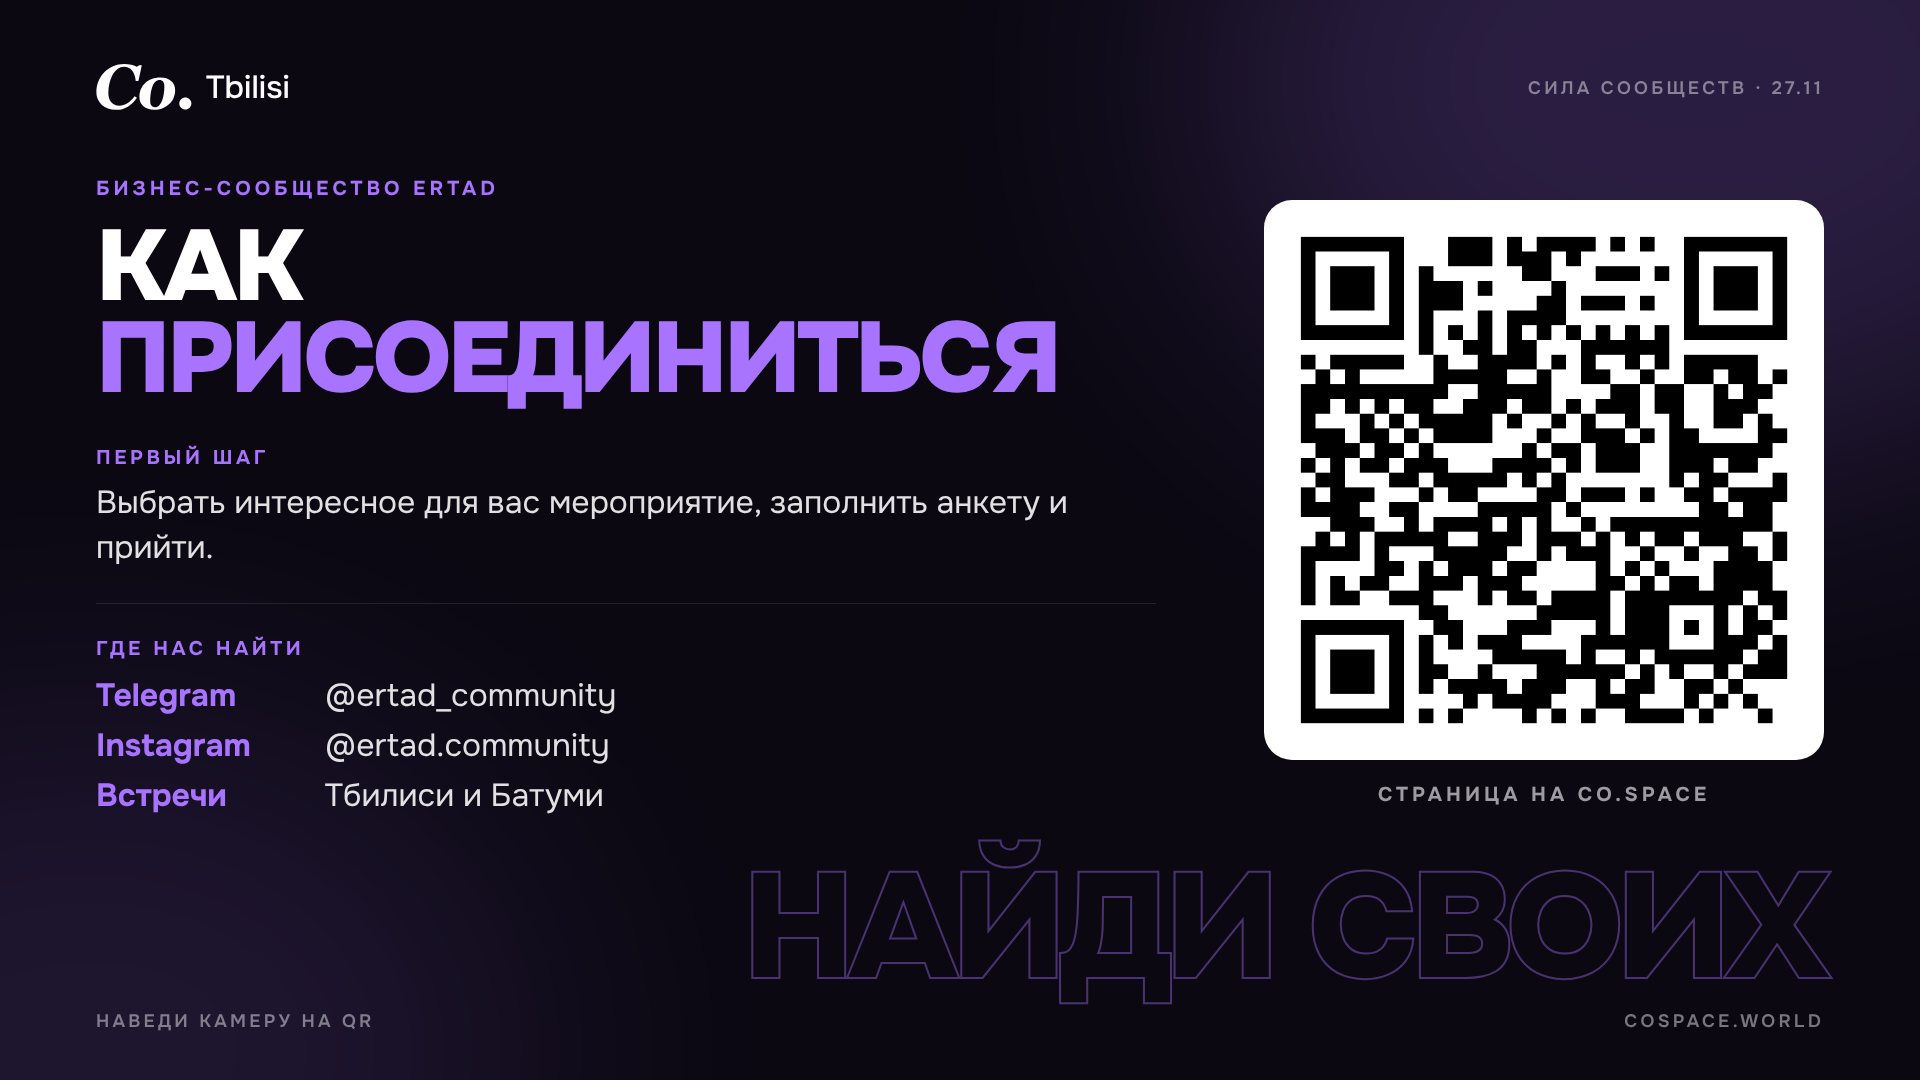 Co. Tbilisi
СИЛА СООБЩЕСТВ · 27.11
БИЗНЕС-СООБЩЕСТВО ERTAD
КАК
ПРИСОЕДИНИТЬСЯ
ПЕРВЫЙ ШАГ
Выбрать интересное для вас мероприятие, заполнить анкету и
прийти.
ГДЕ НАС НАЙТИ
Telegram @ertad_community
Instagram @ertad.community
Встречи Тбилиси и Батуми
СТРАНИЦА НА CO.SPACE
НАЙДИ СВОИХ
НАВЕДИ КАМЕРУ НА QR
COSPACE.WORLD